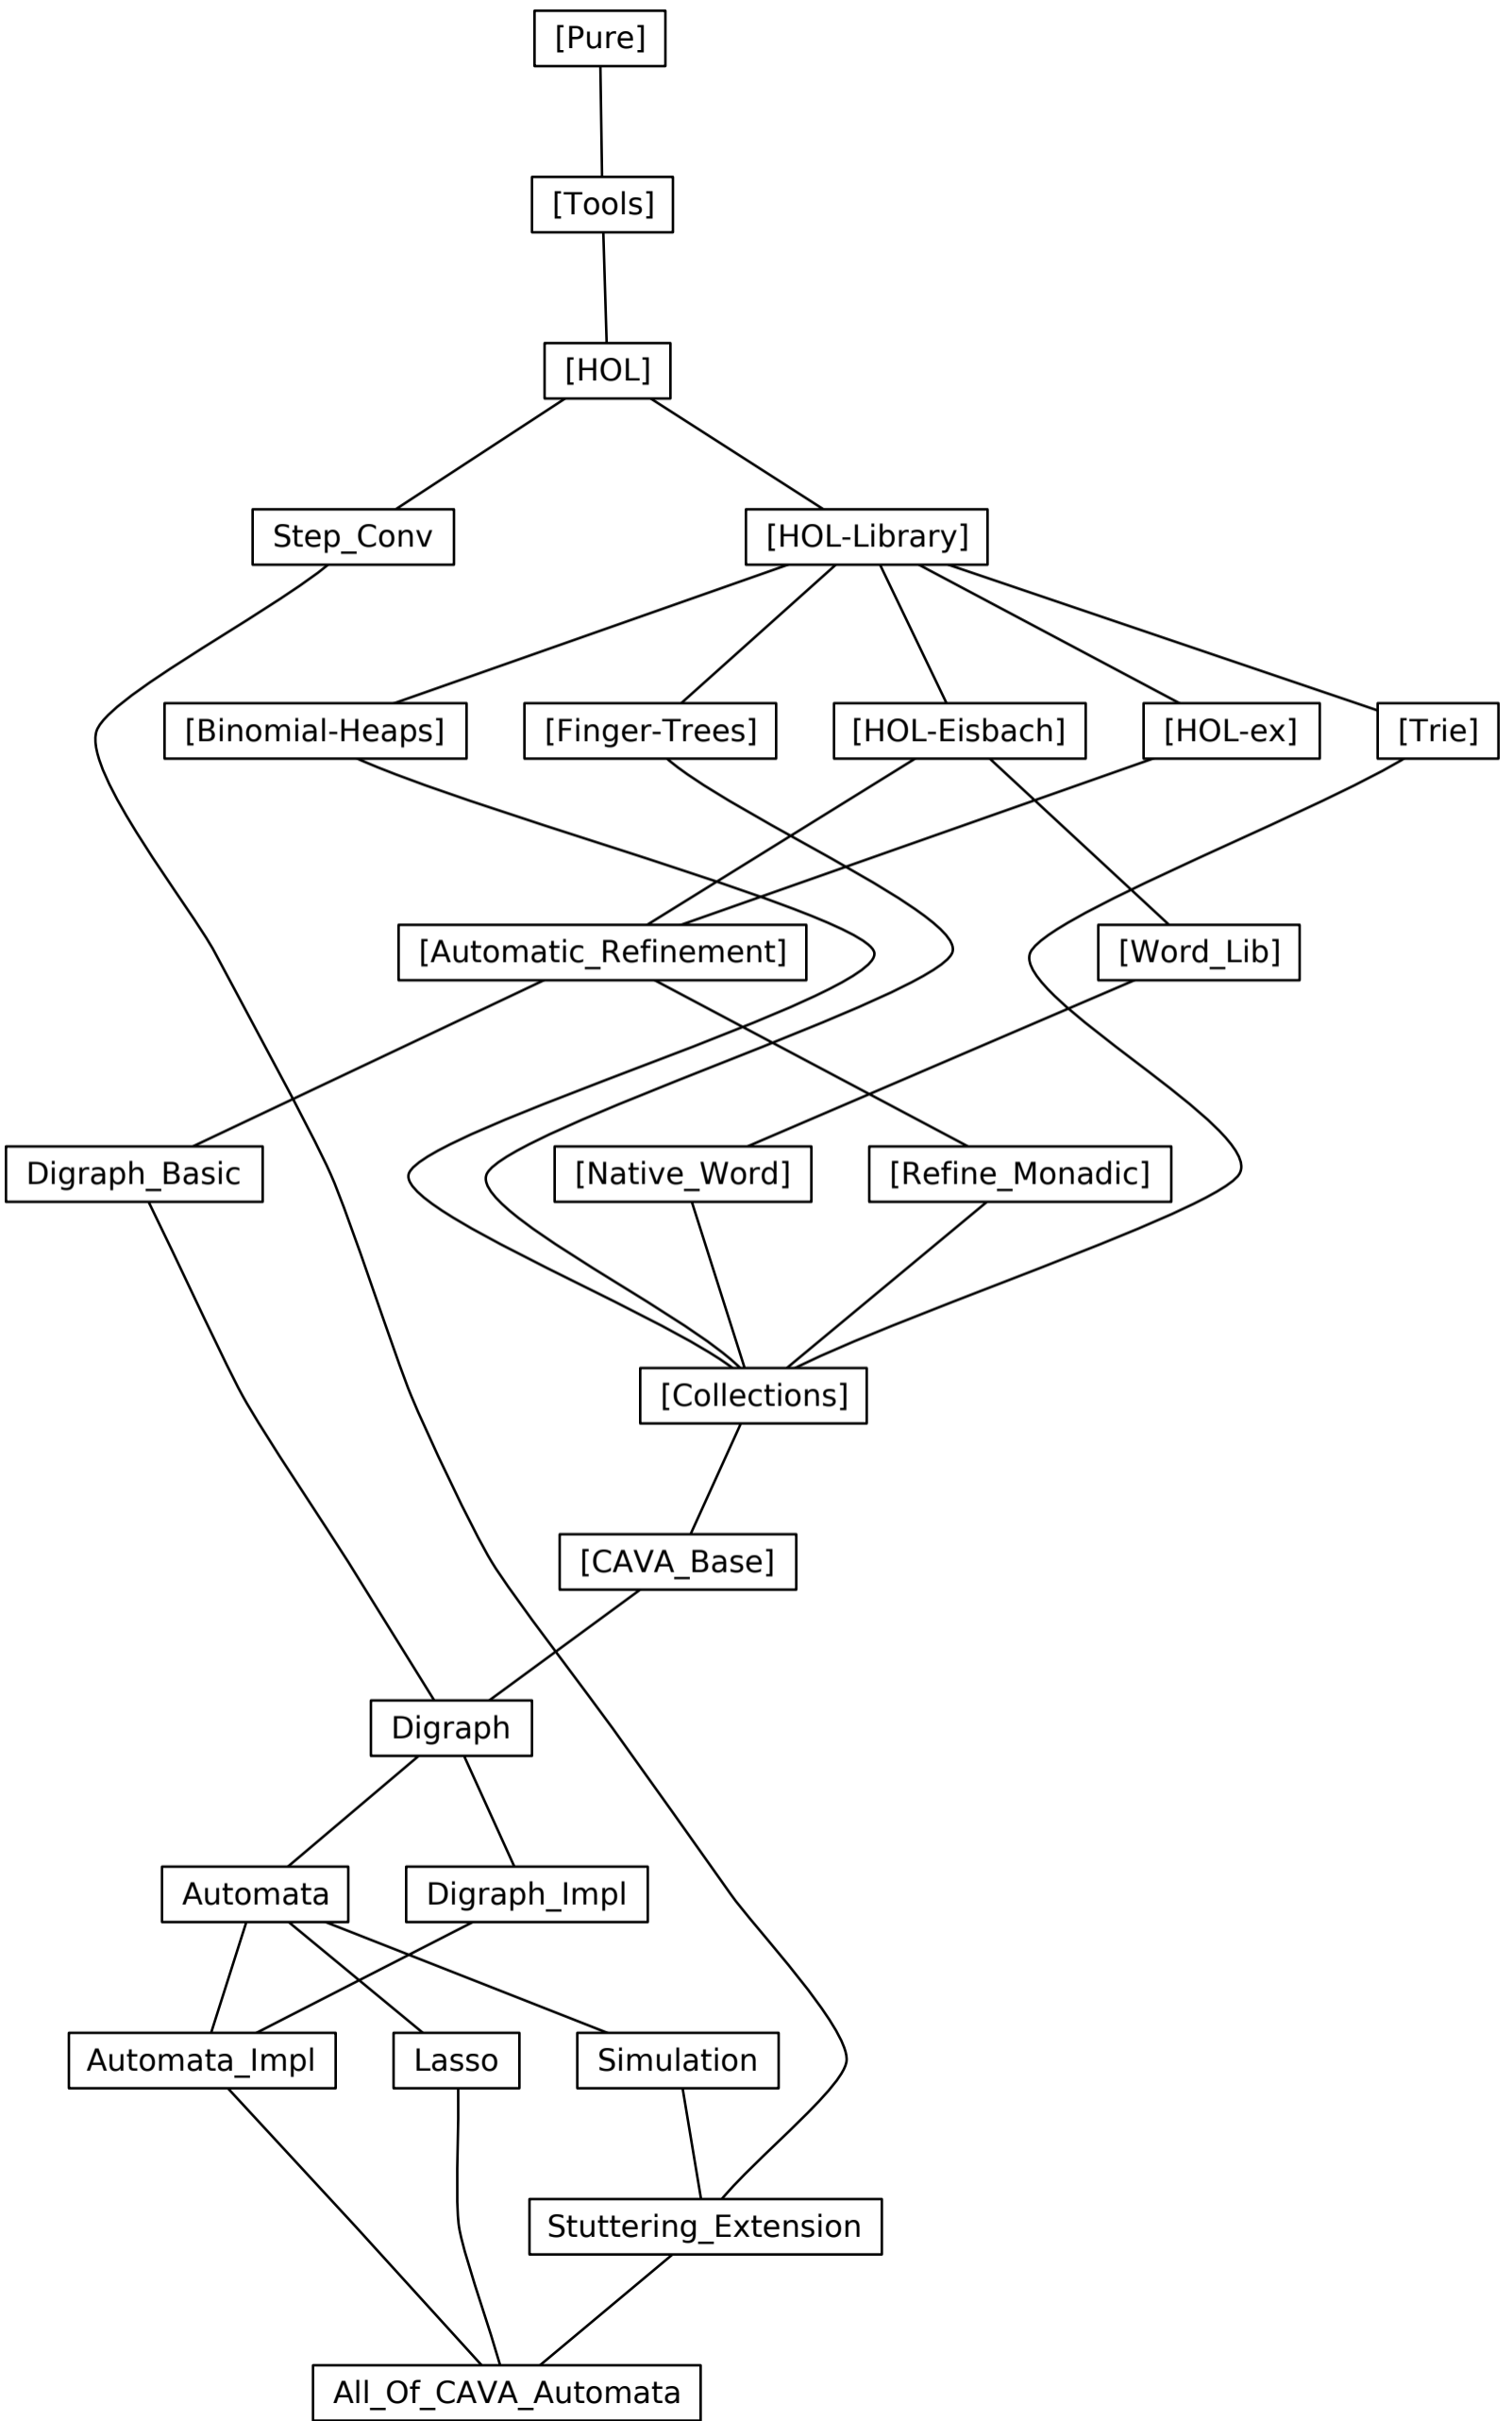 [Pure]
[Tools]
[HOL]
Step_Conv
[HOL-Library]
[Binomial-Heaps]
[Finger-Trees]
[HOL-Eisbach]
[HOL-ex]
[Trie]
[Automatic_Refinement]
[Word_Lib]
Digraph_Basic
[Native_Word]
[Refine_Monadic]
[Collections]
[CAVA_Base]
Digraph
Automata
Digraph_Impl
Automata_Impl
Lasso
Simulation
Stuttering_Extension
All_Of_CAVA_Automata